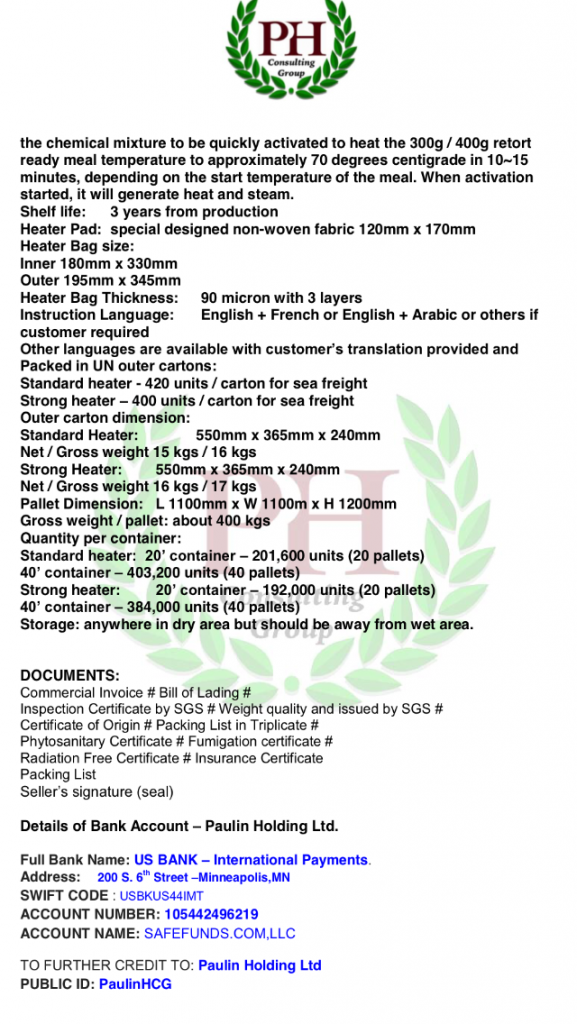 PH
Consulting
Group
the chemical mixture to be quickly activated to heat the 300g / 400g retort
ready meal temperature to approximately 70 degrees centigrade in 10~15
minutes, depending on the start temperature of the meal. When activation
started, it will generate heat and steam.
Shelf life: 3 years from production
Heater Pad: special designed non-woven fabric 120mm x 170mm
Heater Bag size:
Inner 180mm x 330mm
Outer 195mm x 345mm
Heater Bag Thickness: 90 micron with 3 layers
Instruction Language: English + French or English + Arabic or others if
customer required
Other languages are available with customer's translation provided and
Packed in UN outer cartons:
Standard heater - 420 units / carton for sea freight
Strong heater – 400 units / carton for sea freight
Outer carton dimension:
Standard Heater: 550mm x 365mm x 240mm
Net / Gross weight 15 kgs / 16 kgs
Strong Heater: 550mm x 365mm x 240mm
Net / Gross weight 16 kgs / 17 kgs
Pallet Dimension: L 1100mm x W 1100m x H 1200mm
Gross weight / pallet: about 400 kgs
Quantity per container:
Standard heater: 20' container – 201,600 units (20 pallets)
40' container – 403,200 units (40 pallets)
Strong heater: 20' container – 192,000 units (20 pallets)
40' container – 384,000 units (40 pallets)
Storage: anywhere in dry area but should be away from wet area.
PH
Consulting
Group
DOCUMENTS:
Commercial Invoice # Bill of Lading #
Inspection Certificate by SGS # Weight quality and issued by SGS #
Certificate of Origin # Packing List in Triplicate #
Phytosanitary Certificate # Fumigation certificate #
Radiation Free Certificate # Insurance Certificate
Packing List
Seller's signature (seal)
Details of Bank Account – Paulin Holding Ltd.
Full Bank Name: US BANK – International Payments.
Address: 200 S. 6th Street –Minneapolis,MN
SWIFT CODE : USBKUS44IMT
ACCOUNT NUMBER: 105442496219
ACCOUNT NAME: SAFEFUNDS.COM,LLC
TO FURTHER CREDIT TO: Paulin Holding Ltd
PUBLIC ID: PaulinHCG